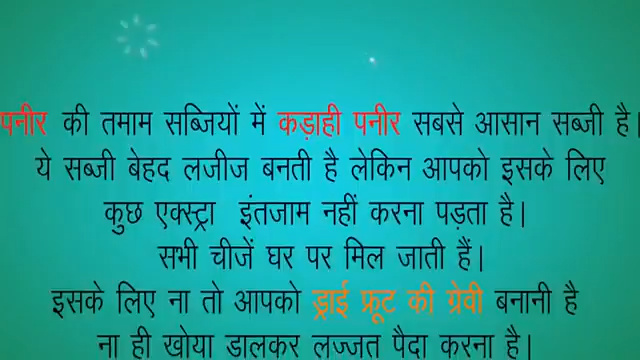 पनीर की तमाम सब्जियों में कड़ाही पनीर सबसे आसान सब्जी है।
ये सब्जी बेहद लजीज बनती है लेकिन आपको इसके लिए
कुछ एक्स्ट्रा इंतजाम नहीं करना पड़ता है।
सभी चीजें घर पर मिल जाती हैं।
इसके लिए ना तो आपको ड्राई फ्रूट की ग्रेवी बनानी है
ना ही खोया डालकर लज्जत पैदा करना है।